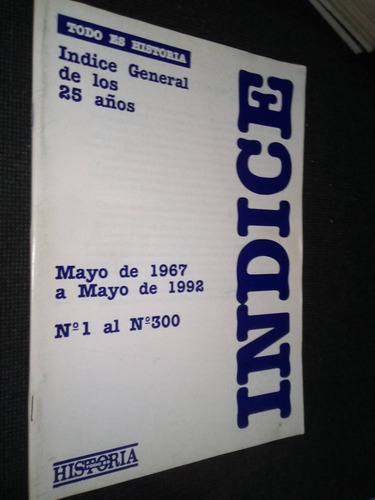 TODO ES HISTORIA
Indice General
de los
25 años
INDICE
Mayo de 1967
a Mayo de 1992
Nº1 al Nº300
HISTORIA